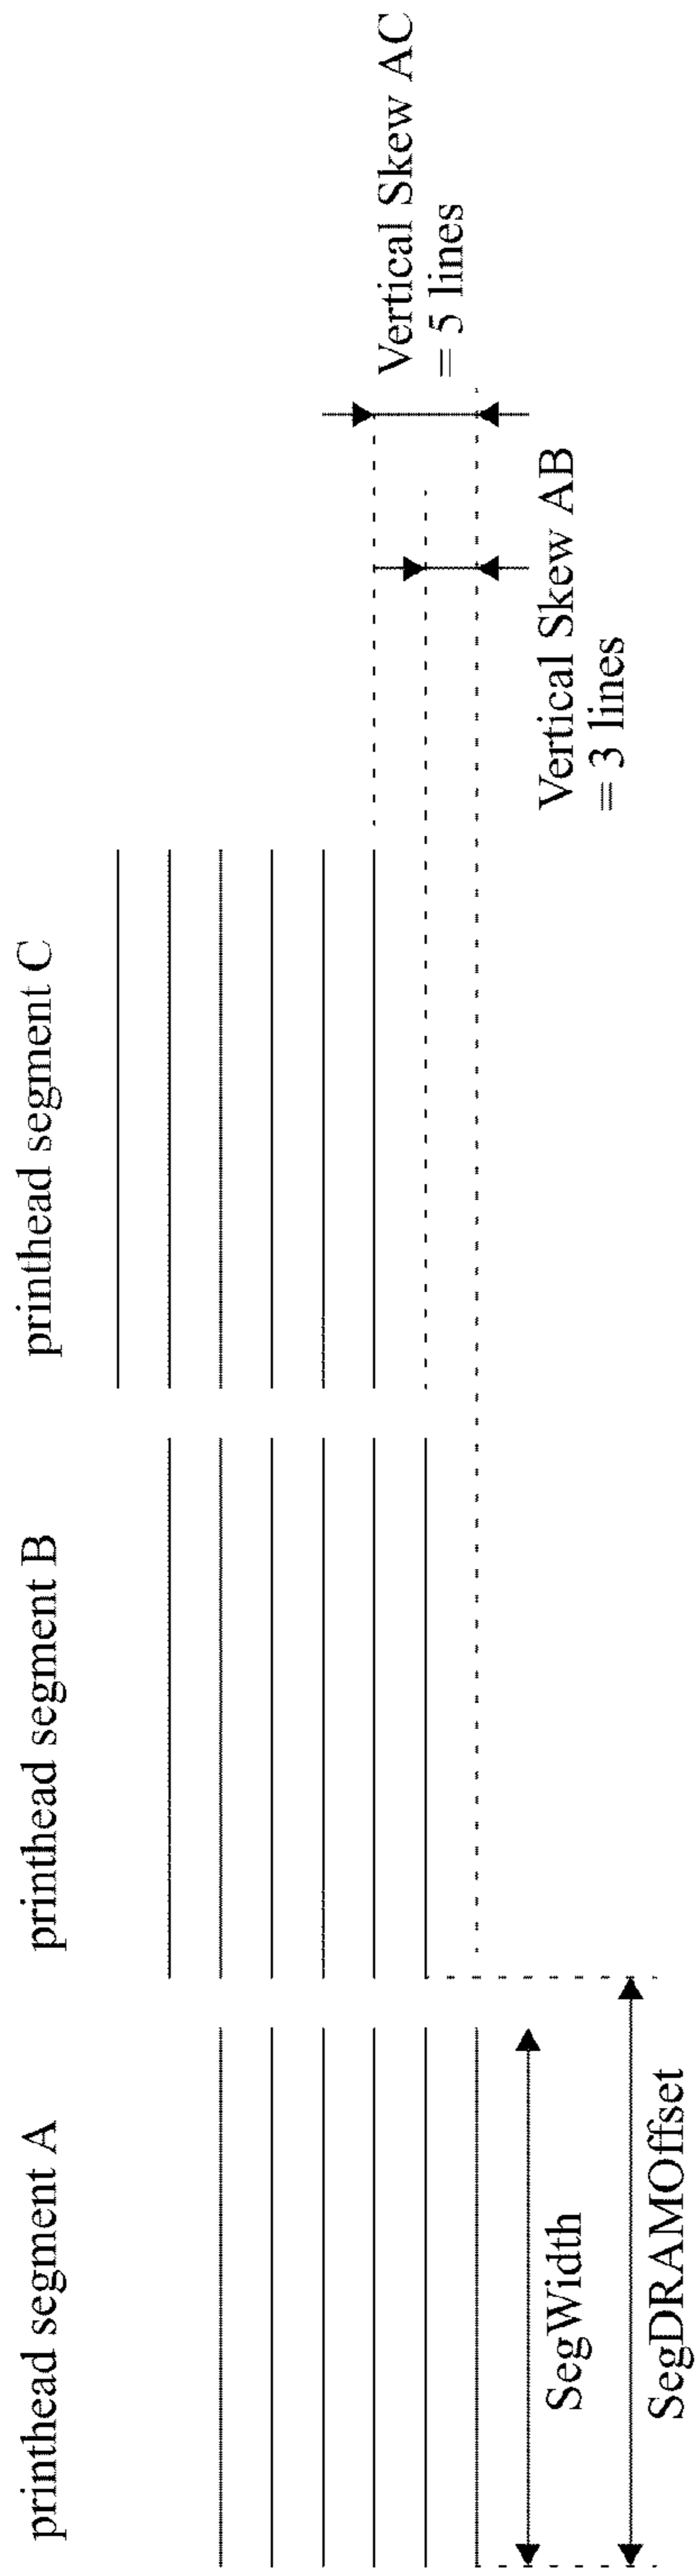 printhead segment A
printhead segment B
printhead segment C
Vertical Skew AC
= 5 lines
Vertical Skew AB
= 3 lines
SegWidth
SegDRAMOffset